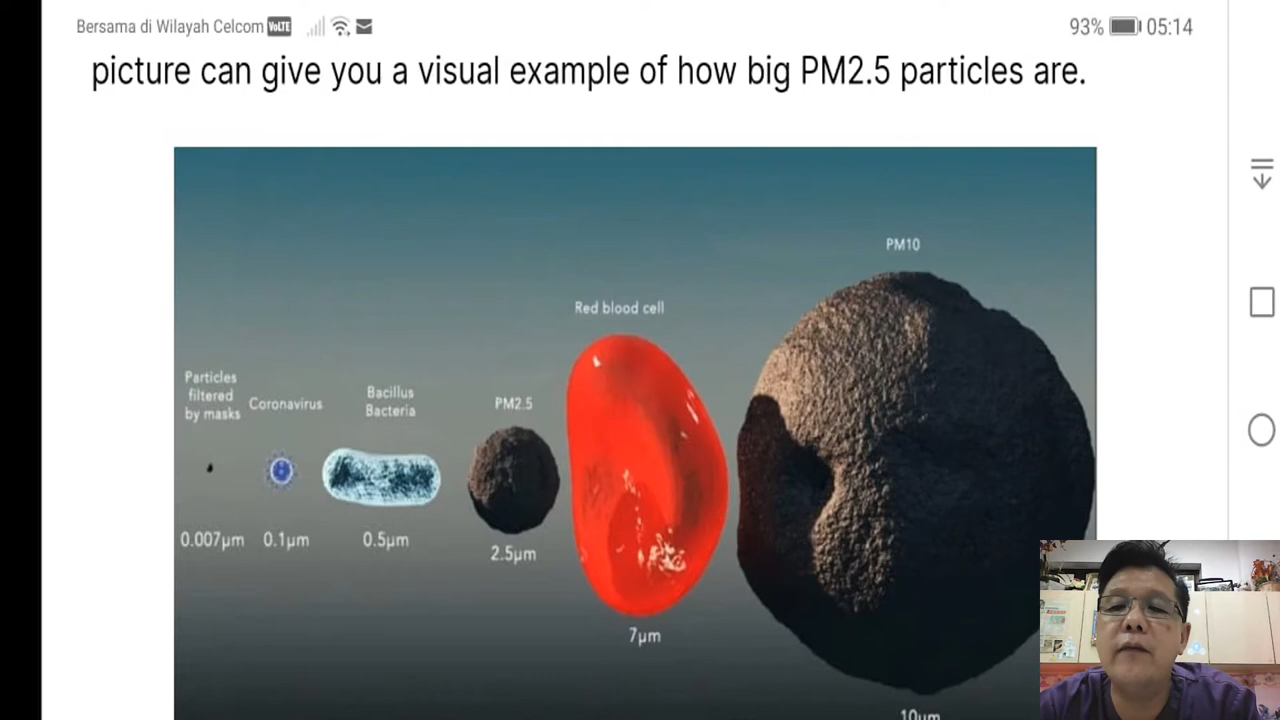 Bersama di Wilayah Celcom VoLTE
93% 05:14
picture can give you a visual example of how big PM2.5 particles are.
PM10
Red blood cell
Particles
filtered
by masks
Coronavirus
Bacillus
Bacteria
PM2.5
0.007µm
0.1µm
0.5µm
2.5µm
7µm
10µm